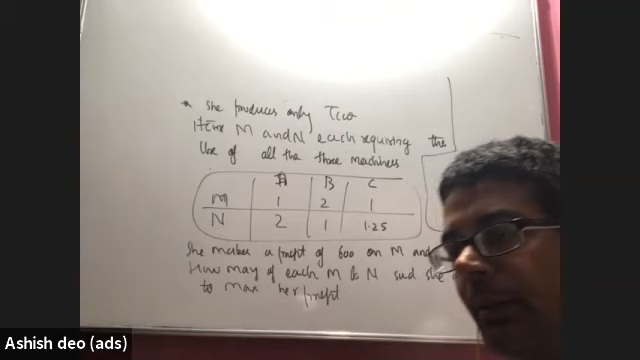 * She produces only Two
Items M and N each requiring the
Use of all the three machines
A B C
M 1 2 1
N 2 1 1.25
She makes a profit of 600 on M and
How may of each M & N sud she
to max her profit
Ashish deo (ads)